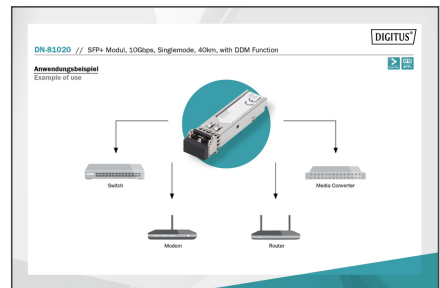 DIGITUS®
DN-81020 // SFP+ Modul, 10Gbps, Singlemode, 40km, with DDM Function
Anwendungsbeispiel
Example of use
Switch
Media Converter
Modem
Router